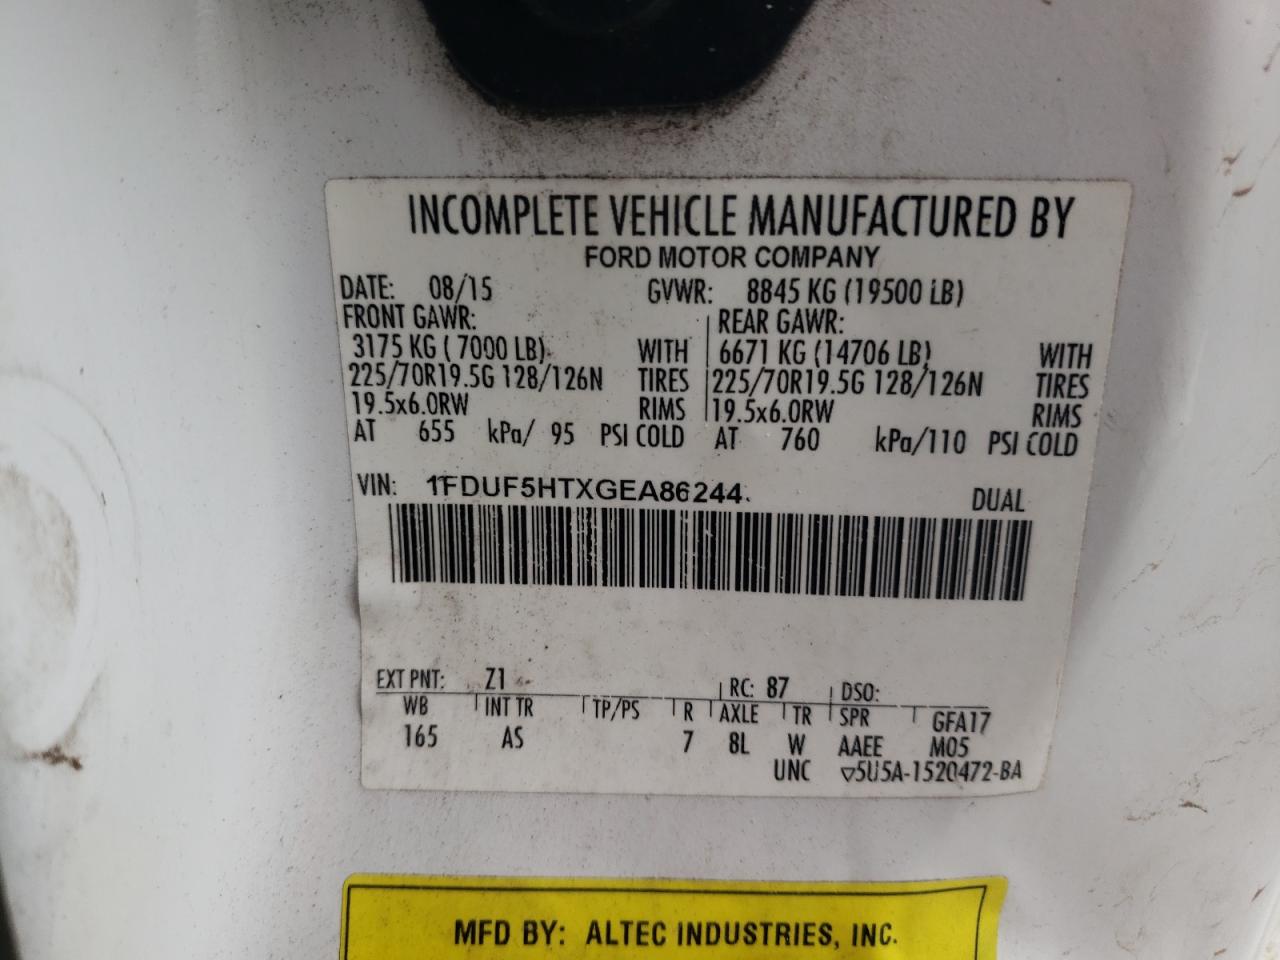 INCOMPLETE VEHICLE MANUFACTURED BY
FORD MOTOR COMPANY
DATE: 08/15 GVWR: 8845 KG (19500 LB)
FRONT GAWR: REAR GAWR:
3175 KG ( 7000 LB) WITH 6671 KG (14706 LB) WITH
225/70R19.5G 128/126N TIRES 225/70R19.5G 128/126N TIRES
19.5x6.0RW RIMS 19.5x6.0RW RIMS
AT 655 kPa/ 95 PSI COLD AT 760 kPa/110 PSI COLD
VIN: 1FDUF5HTXGEA86244 DUAL
EXT PNT: Z1 RC: 87 DSO:
WB INT TR TP/PS R AXLE TR SPR GFA17
165 AS 7 8L W AAEE M05
UNC ▽5U5A-1520472-BA
MFD BY: ALTEC INDUSTRIES, INC.